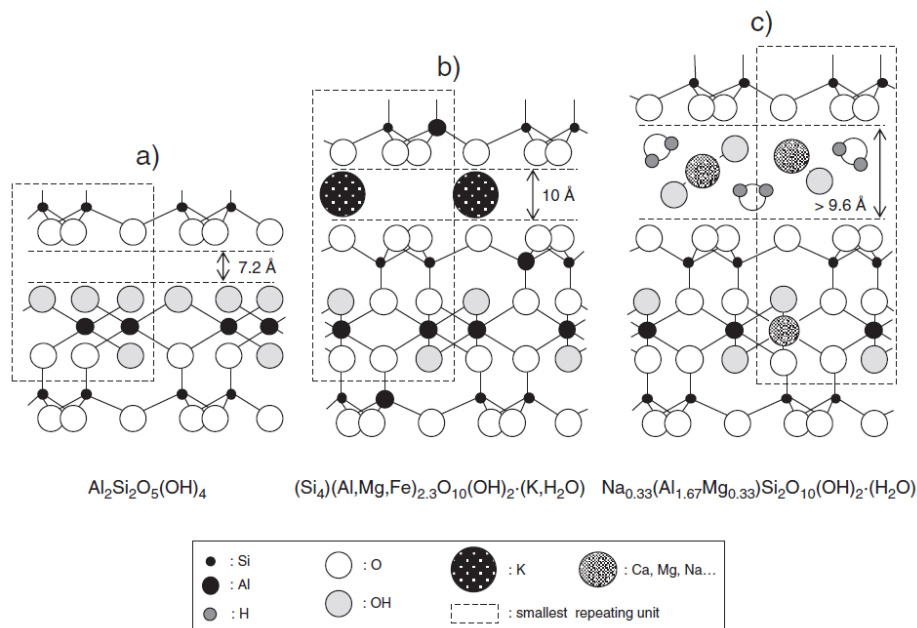 a)
b)
c)
7.2 Å
10 Å
> 9.6 Å
Al₂Si₂O₅(OH)₄
(Si₄)(Al,Mg,Fe)₂.₃O₁₀(OH)₂·(K,H₂O)
Na₀.₃₃(Al₁.₆₇Mg₀.₃₃)Si₂O₁₀(OH)₂·(H₂O)
: Si
: Al
: H
: O
: OH
: K
: Ca, Mg, Na...
: smallest repeating unit